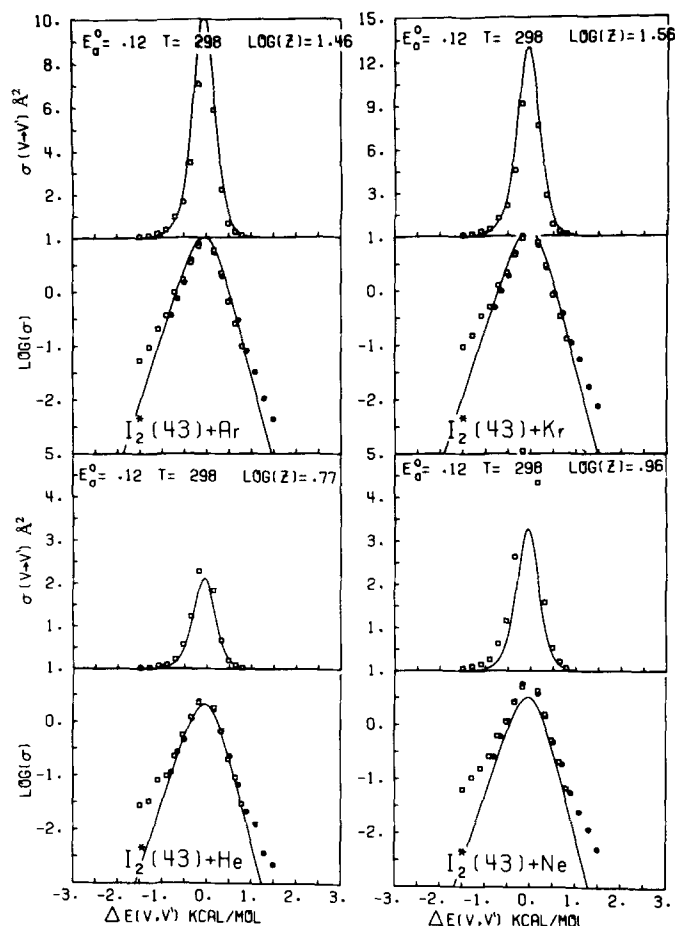 10.
8.
6.
4.
2.
σ(V→V') Å²
E°ₐ= .12 T= 298 LOG(Z)=1.46
1.
0.
-1.
-2.
5.
LOG(σ)
I₂*(43)+Ar
15.
12.
9.
6.
3.
σ(V→V') Å²
E°ₐ= .12 T= 298 LOG(Z)=1.56
1.
0.
-1.
-2.
5.
LOG(σ)
I₂*(43)+Kr
4.
3.
2.
1.
σ(V→V') Å²
E°ₐ= .12 T= 298 LOG(Z)=.77
0.
-1.
-2.
LOG(σ)
I₂*(43)+He
-3. -2. -1. 0. 1. 2. 3.
ΔE(V,V') KCAL/MOL
4.
3.
2.
1.
E°ₐ= .12 T= 298 LOG(Z)=.96
0.
-1.
-2.
I₂*(43)+Ne
-2. -1. 0. 1. 2. 3.
ΔE(V,V') KCAL/MOL